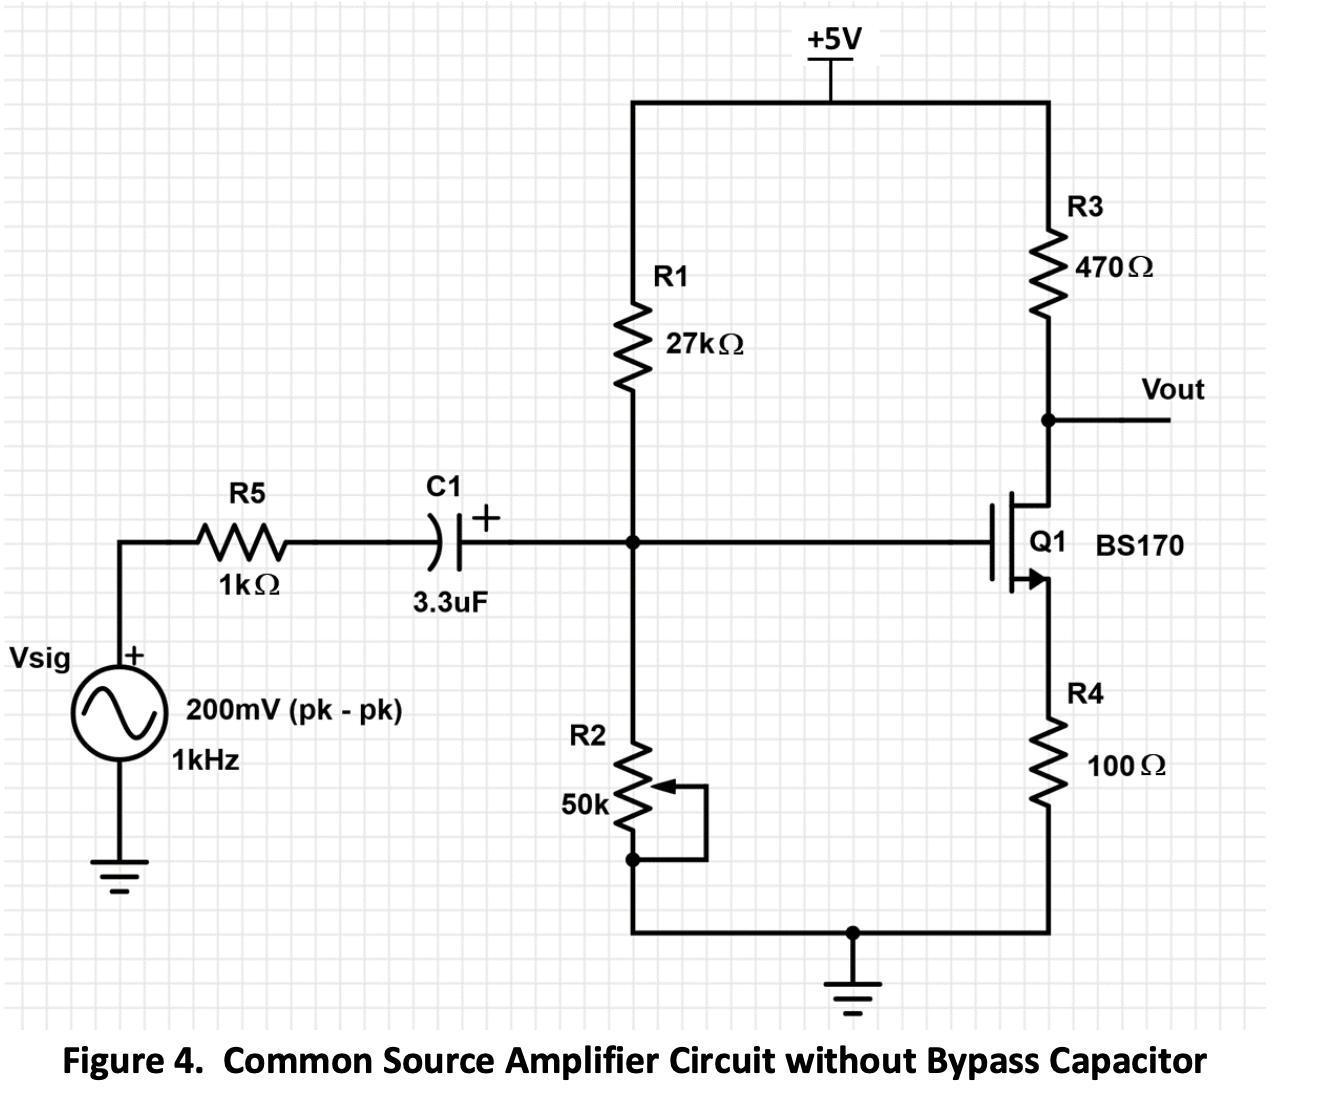 +5V
R3
470Ω
R1
27kΩ
Vout
R5
C1
+
1kΩ
3.3uF
Q1 BS170
Vsig
+
200mV (pk - pk)
1kHz
R4
100Ω
R2
50k
Figure 4. Common Source Amplifier Circuit without Bypass Capacitor